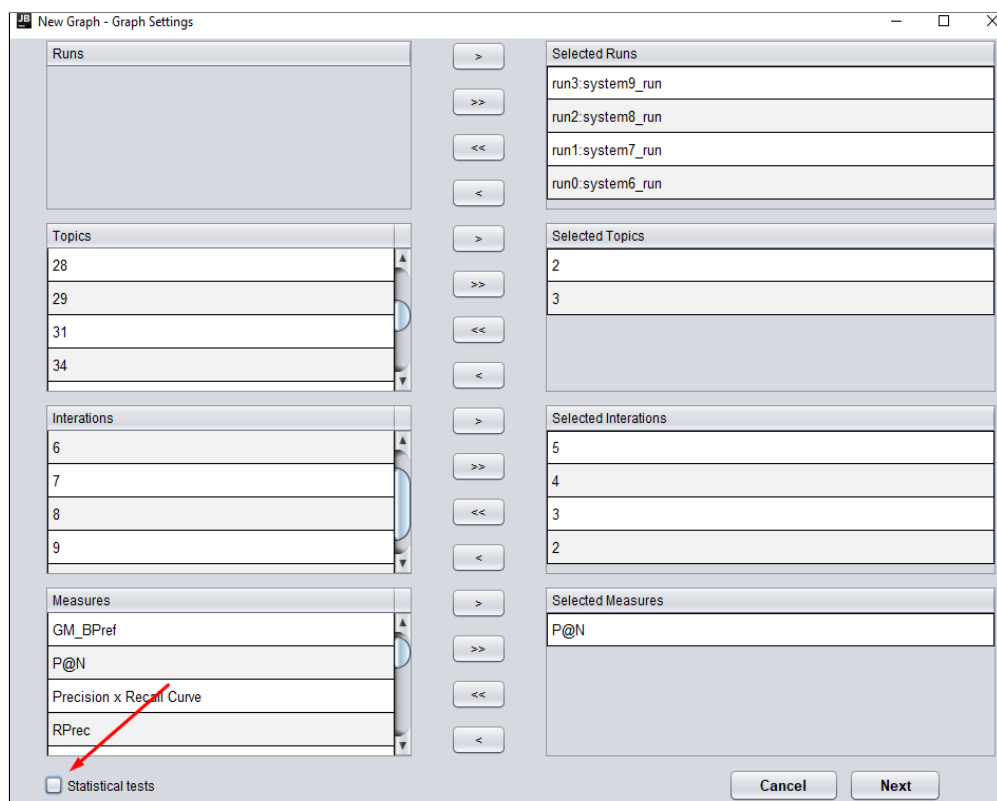 JB New Graph - Graph Settings
Runs
>
>>
<<
<
Selected Runs
run3:system9_run
run2:system8_run
run1:system7_run
run0:system6_run
Topics
28
29
31
34
>
>>
<<
<
Selected Topics
2
3
Interations
6
7
8
9
>
>>
<<
<
Selected Interations
5
4
3
2
Measures
GM_BPref
P@N
Precision x Recall Curve
RPrec
>
>>
<<
<
Selected Measures
P@N
Statistical tests
Cancel
Next